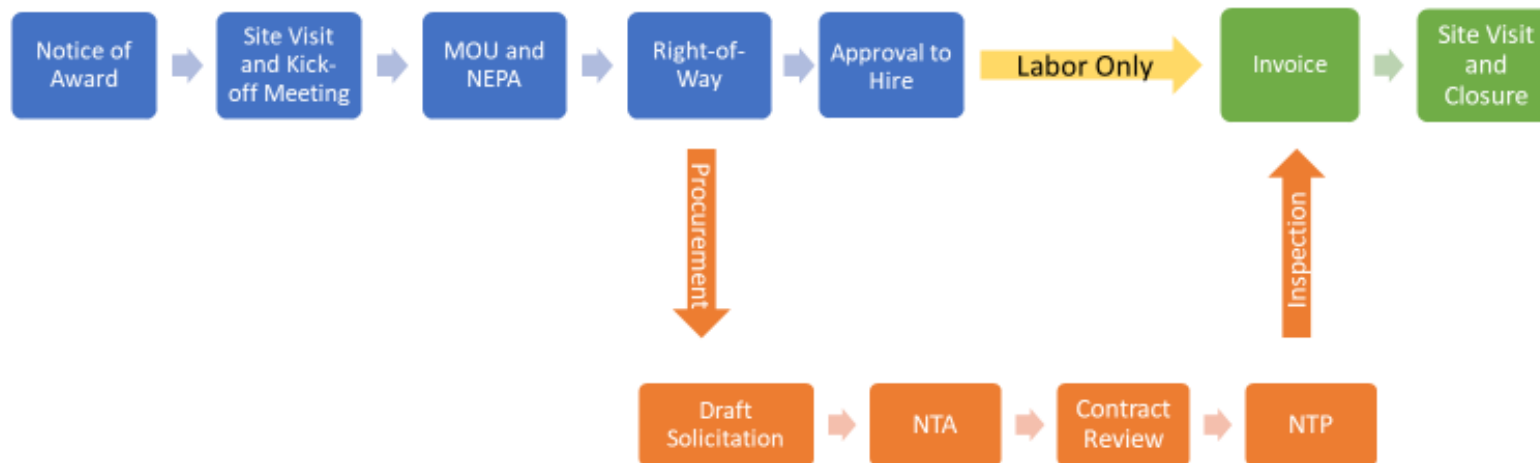 Notice of
Award
Site Visit
and Kick-
off Meeting
MOU and
NEPA
Right-of-
Way
Approval to
Hire
Labor Only
Invoice
Site Visit
and
Closure
Procurement
Inspection
Draft
Solicitation
NTA
Contract
Review
NTP